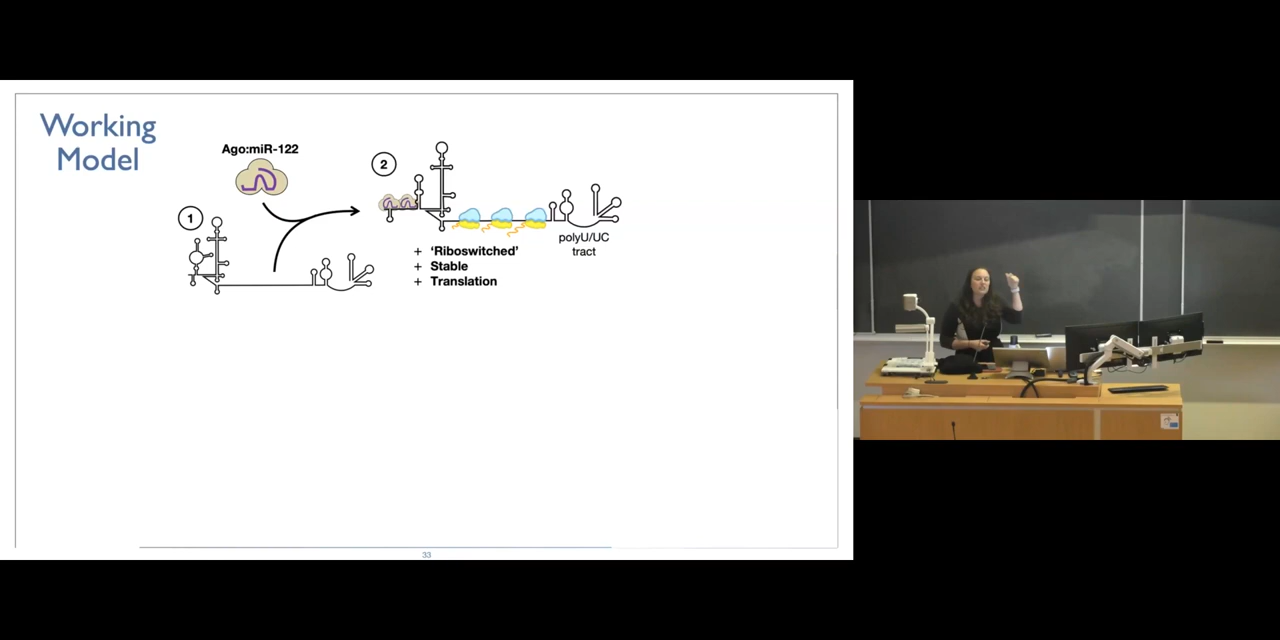 Working
Model
Ago:miR-122
1
2
polyU/UC
tract
+ 'Riboswitched'
+ Stable
+ Translation
33